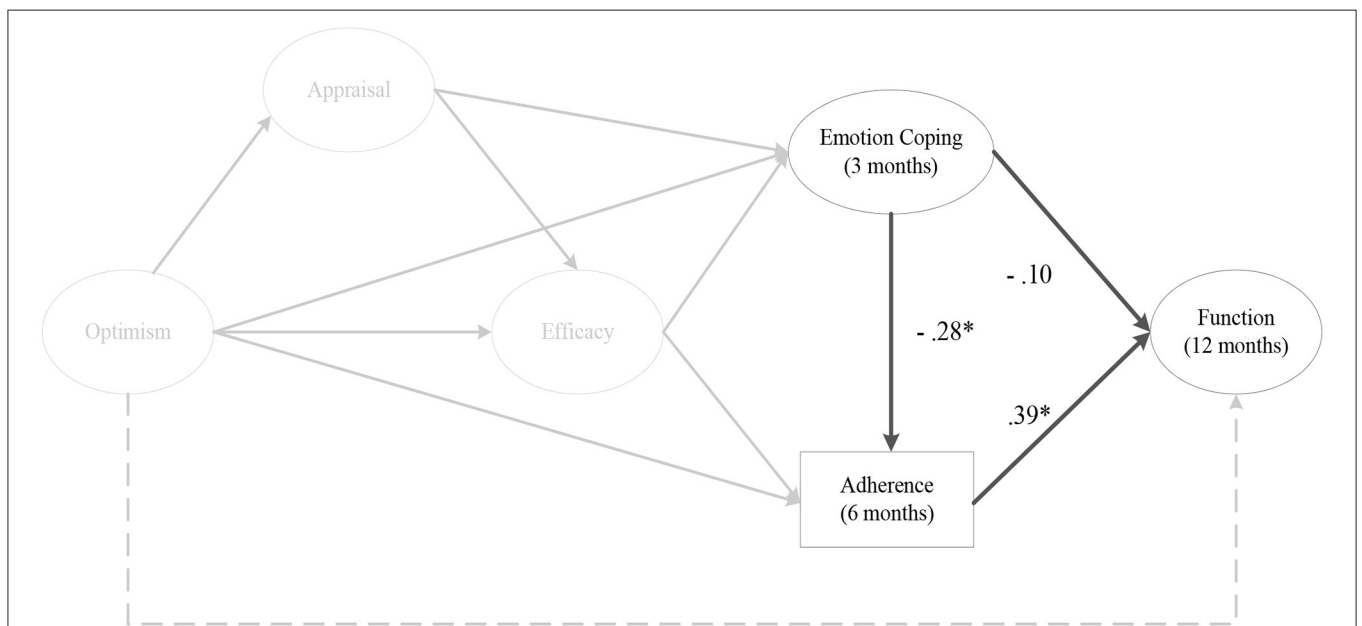 Appraisal
Emotion Coping
(3 months)
- .10
Optimism
Efficacy
- .28*
Function
(12 months)
.39*
Adherence
(6 months)